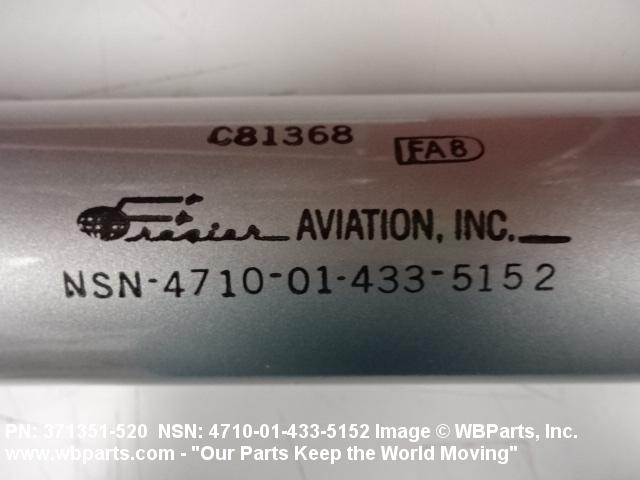 C81368 FA8
Frasier AVIATION, INC.
NSN-4710-01-433-5152
PN: 371351-520 NSN: 4710-01-433-5152 Image © WBParts, Inc.
www.wbparts.com - "Our Parts Keep the World Moving"